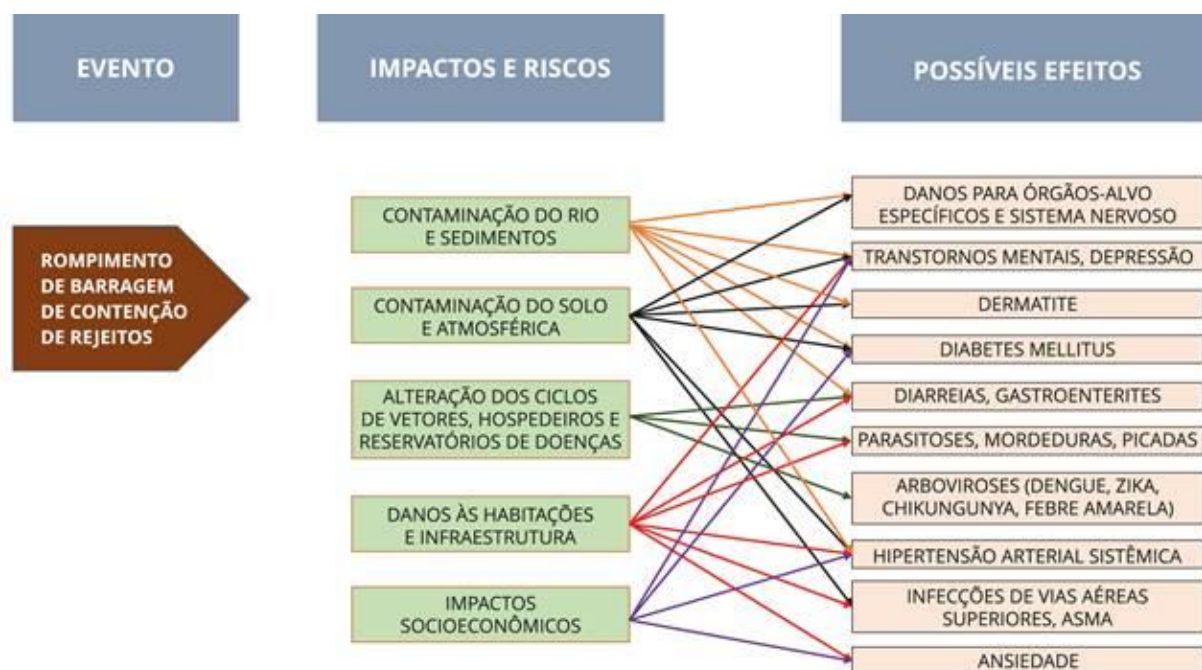 EVENTO
IMPACTOS E RISCOS
POSSÍVEIS EFEITOS
ROMPIMENTO
DE BARRAGEM
DE CONTENÇÃO
DE REJEITOS
CONTAMINAÇÃO DO RIO
E SEDIMENTOS
CONTAMINAÇÃO DO SOLO
E ATMOSFÉRICA
ALTERAÇÃO DOS CICLOS
DE VETORES, HOSPEDEIROS E
RESERVATÓRIOS DE DOENÇAS
DANOS ÀS HABITAÇÕES
E INFRAESTRUTURA
IMPACTOS
SOCIOECONÔMICOS
DANOS PARA ÓRGÃOS-ALVO
ESPECÍFICOS E SISTEMA NERVOSO
TRANSTORNOS MENTAIS, DEPRESSÃO
DERMATITE
DIABETES MELLITUS
DIARREIAS, GASTROENTERITES
PARASITOSES, MORDEDURAS, PICADAS
ARBOVIROSES (DENGUE, ZIKA,
CHIKUNGUNYA, FEBRE AMARELA)
HIPERTENSÃO ARTERIAL SISTÊMICA
INFECÇÕES DE VIAS AÉREAS
SUPERIORES, ASMA
ANSIEDADE